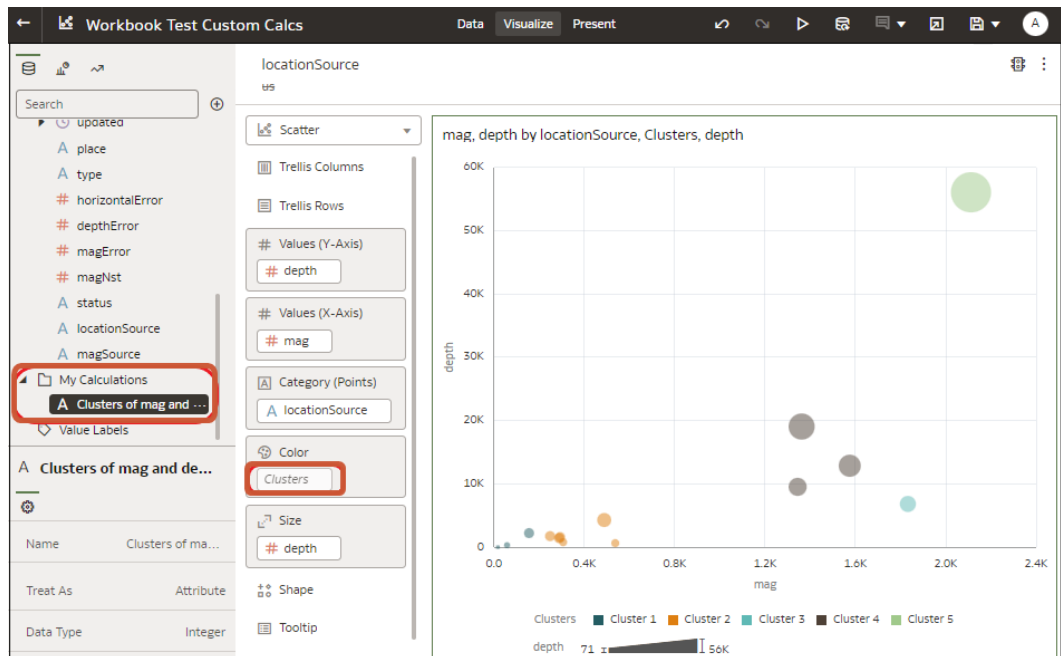 Workbook Test Custom Calcs
Data Visualize Present
A
locationSource
us
Search
updated
A place
A type
# horizontalError
# depthError
# magError
# magNst
A status
A locationSource
A magSource
My Calculations
A Clusters of mag and ...
Value Labels
A Clusters of mag and de...
Name Clusters of ma...
Treat As Attribute
Data Type Integer
Scatter
Trellis Columns
Trellis Rows
# Values (Y-Axis)
# depth
# Values (X-Axis)
# mag
A Category (Points)
A locationSource
Color
Clusters
Size
# depth
Shape
Tooltip
mag, depth by locationSource, Clusters, depth
60K
50K
40K
30K
20K
10K
0
depth
0.0 0.4K 0.8K 1.2K 1.6K 2.0K 2.4K
mag
Clusters Cluster 1 Cluster 2 Cluster 3 Cluster 4 Cluster 5
depth 71 56K